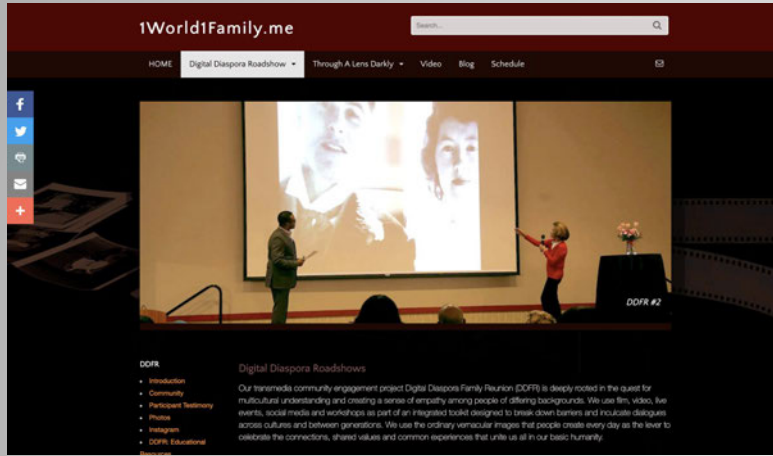 1World1Family.me
Search...
HOME Digital Diaspora Roadshow Through A Lens Darkly Video Blog Schedule
DDFR #2
DDFR
Introduction
Community
Participant Testimony
Photos
Instagram
DDFR: Educational
Resources
Digital Diaspora Roadshows
Our transmedia community engagement project Digital Diaspora Family Reunion (DDFR) is deeply rooted in the quest for
multicultural understanding and creating a sense of empathy among people of differing backgrounds. We use film, video, live
events, social media and workshops as part of an integrated toolkit designed to break down barriers and inculcate dialogues
across cultures and between generations. We use the ordinary vernacular images that people create every day as the lever to
celebrate the connections, shared values and common experiences that unite us all in our basic humanity.